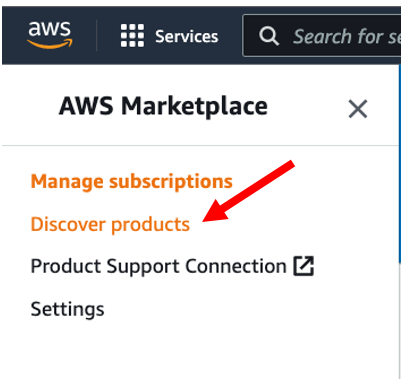 aws
Services
Search for se
AWS Marketplace
Manage subscriptions
Discover products
Product Support Connection
Settings